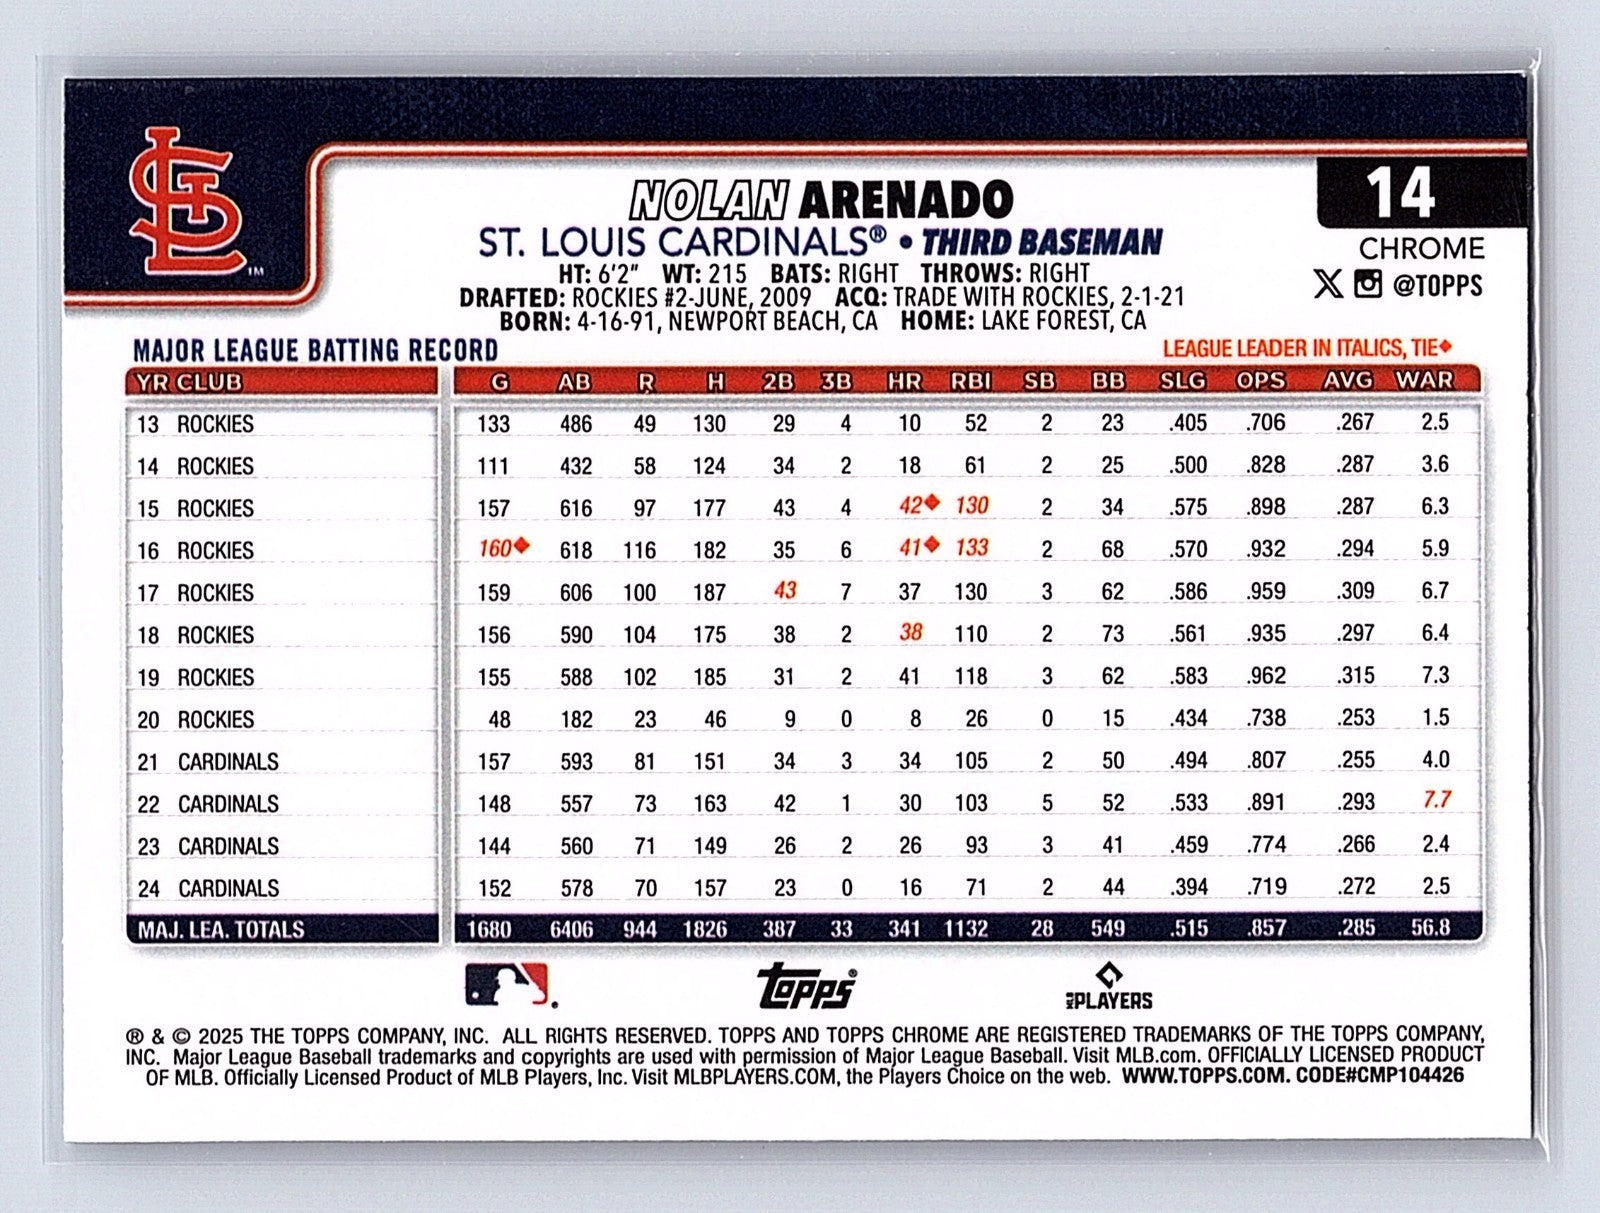 STL™
14
NOLAN ARENADO
CHROME
ST. LOUIS CARDINALS® • THIRD BASEMAN
HT: 6'2" WT: 215 BATS: RIGHT THROWS: RIGHT
X @TOPPS
DRAFTED: ROCKIES #2-JUNE, 2009 ACQ: TRADE WITH ROCKIES, 2-1-21
BORN: 4-16-91, NEWPORT BEACH, CA HOME: LAKE FOREST, CA
MAJOR LEAGUE BATTING RECORD LEAGUE LEADER IN ITALICS, TIE◆
YR CLUB G AB R H 2B 3B HR RBI SB BB SLG OPS AVG WAR
13 ROCKIES 133 486 49 130 29 4 10 52 2 23 .405 .706 .267 2.5
14 ROCKIES 111 432 58 124 34 2 18 61 2 25 .500 .828 .287 3.6
15 ROCKIES 157 616 97 177 43 4 42◆ 130 2 34 .575 .898 .287 6.3
16 ROCKIES 160◆ 618 116 182 35 6 41◆ 133 2 68 .570 .932 .294 5.9
17 ROCKIES 159 606 100 187 43 7 37 130 3 62 .586 .959 .309 6.7
18 ROCKIES 156 590 104 175 38 2 38 110 2 73 .561 .935 .297 6.4
19 ROCKIES 155 588 102 185 31 2 41 118 3 62 .583 .962 .315 7.3
20 ROCKIES 48 182 23 46 9 0 8 26 0 15 .434 .738 .253 1.5
21 CARDINALS 157 593 81 151 34 3 34 105 2 50 .494 .807 .255 4.0
22 CARDINALS 148 557 73 163 42 1 30 103 5 52 .533 .891 .293 7.7
23 CARDINALS 144 560 71 149 26 2 26 93 3 41 .459 .774 .266 2.4
24 CARDINALS 152 578 70 157 23 0 16 71 2 44 .394 .719 .272 2.5
MAJ. LEA. TOTALS 1680 6406 944 1826 387 33 341 1132 28 549 .515 .857 .285 56.8
topps® MLB PLAYERS
® & © 2025 THE TOPPS COMPANY, INC. ALL RIGHTS RESERVED. TOPPS AND TOPPS CHROME ARE REGISTERED TRADEMARKS OF THE TOPPS COMPANY,
INC. Major League Baseball trademarks and copyrights are used with permission of Major League Baseball. Visit MLB.com. OFFICIALLY LICENSED PRODUCT
OF MLB. Officially Licensed Product of MLB Players, Inc. Visit MLBPLAYERS.COM, the Players Choice on the web. WWW.TOPPS.COM. CODE#CMP104426